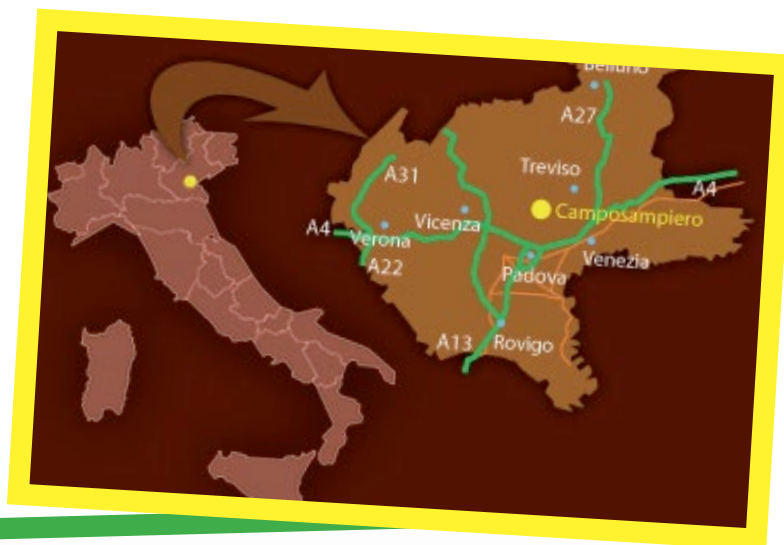 Belluno
A27
Treviso
A31
A4
Camposampiero
Vicenza
A4
Verona
Venezia
A22
Padova
A13
Rovigo